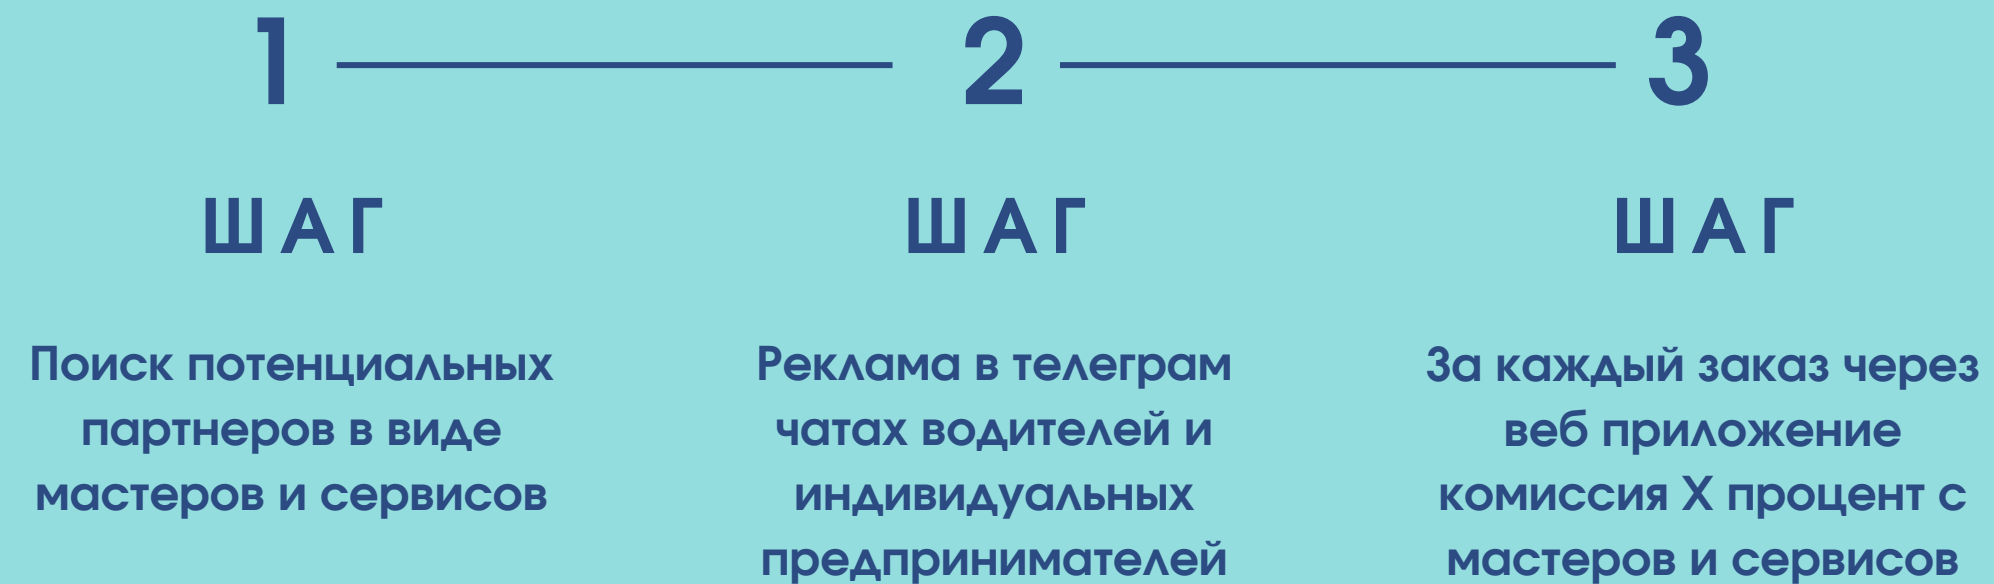 1
2
3
ШАГ
ШАГ
ШАГ
Поиск потенциальных
партнеров в виде
мастеров и сервисов
Реклама в телеграм
чатах водителей и
индивидуальных
предпринимателей
За каждый заказ через
веб приложение
комиссия X процент с
мастеров и сервисов